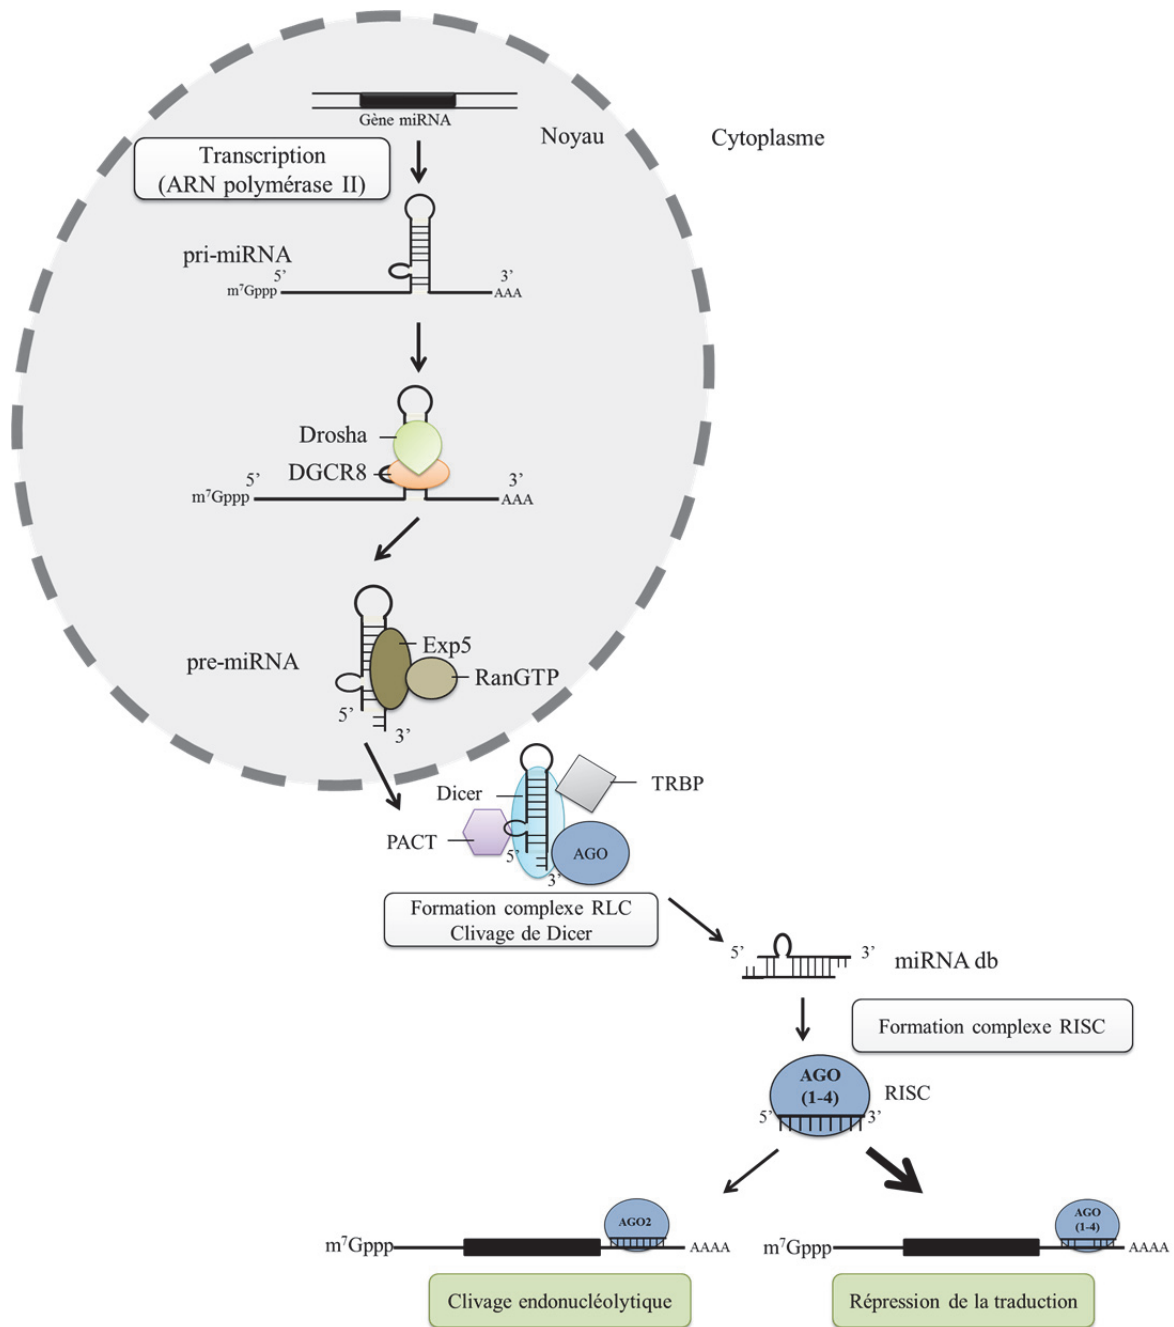 Gène miRNA
Noyau
Cytoplasme
Transcription
(ARN polymérase II)
pri-miRNA
5’
3’
m⁷Gppp
AAA
Drosha
DGCR8
5’
3’
m⁷Gppp
AAA
Exp5
pre-miRNA
RanGTP
5’
3’
Dicer
TRBP
PACT
AGO
5’
3’
Formation complexe RLC
Clivage de Dicer
5’
3’
miRNA db
Formation complexe RISC
AGO
(1-4)
RISC
5’
3’
AGO2
m⁷Gppp
AAAA
AGO
(1-4)
m⁷Gppp
AAAA
Clivage endonucléolytique
Répression de la traduction